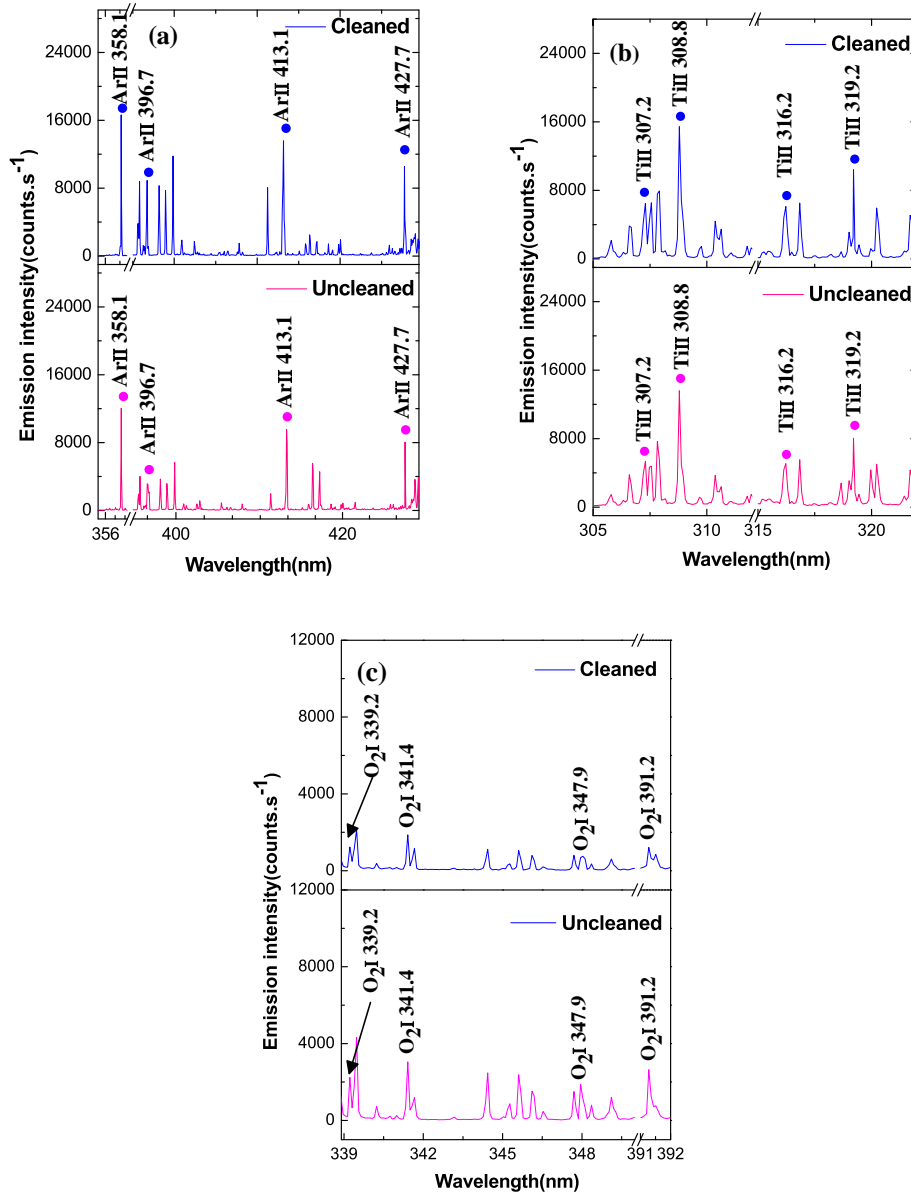 (a)
Cleaned
ArII 358.1
ArII 396.7
ArII 413.1
ArII 427.7
24000
16000
8000
0
Uncleaned
ArII 358.1
ArII 396.7
ArII 413.1
ArII 427.7
24000
16000
8000
0
356 400 420
Emission intensity(counts.s-1)
Wavelength(nm)
(b)
Cleaned
TiII 307.2
TiII 308.8
TiII 316.2
TiII 319.2
24000
16000
8000
0
Uncleaned
TiII 307.2
TiII 308.8
TiII 316.2
TiII 319.2
24000
16000
8000
0
305 310 315 320
Emission intensity(counts.s-1)
Wavelength(nm)
(c)
Cleaned
O2I 339.2
O2I 341.4
O2I 347.9
O2I 391.2
12000
8000
4000
0
Uncleaned
O2I 339.2
O2I 341.4
O2I 347.9
O2I 391.2
12000
8000
4000
0
339 342 345 348 391 392
Emission intensity(counts.s-1)
Wavelength(nm)